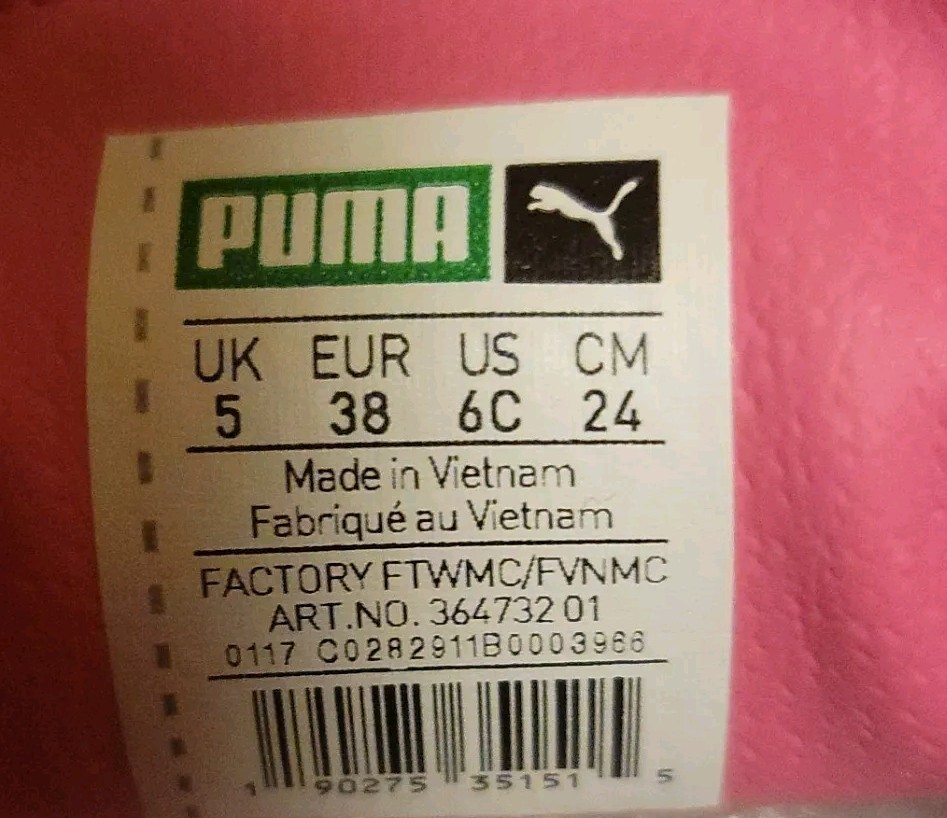 PUMA
UK EUR US CM
5 38 6C 24
Made in Vietnam
Fabriqué au Vietnam
FACTORY FTWMC/FVNMC
ART.NO. 364732 01
0117 C0282911B0003966
1 90275 35151 5